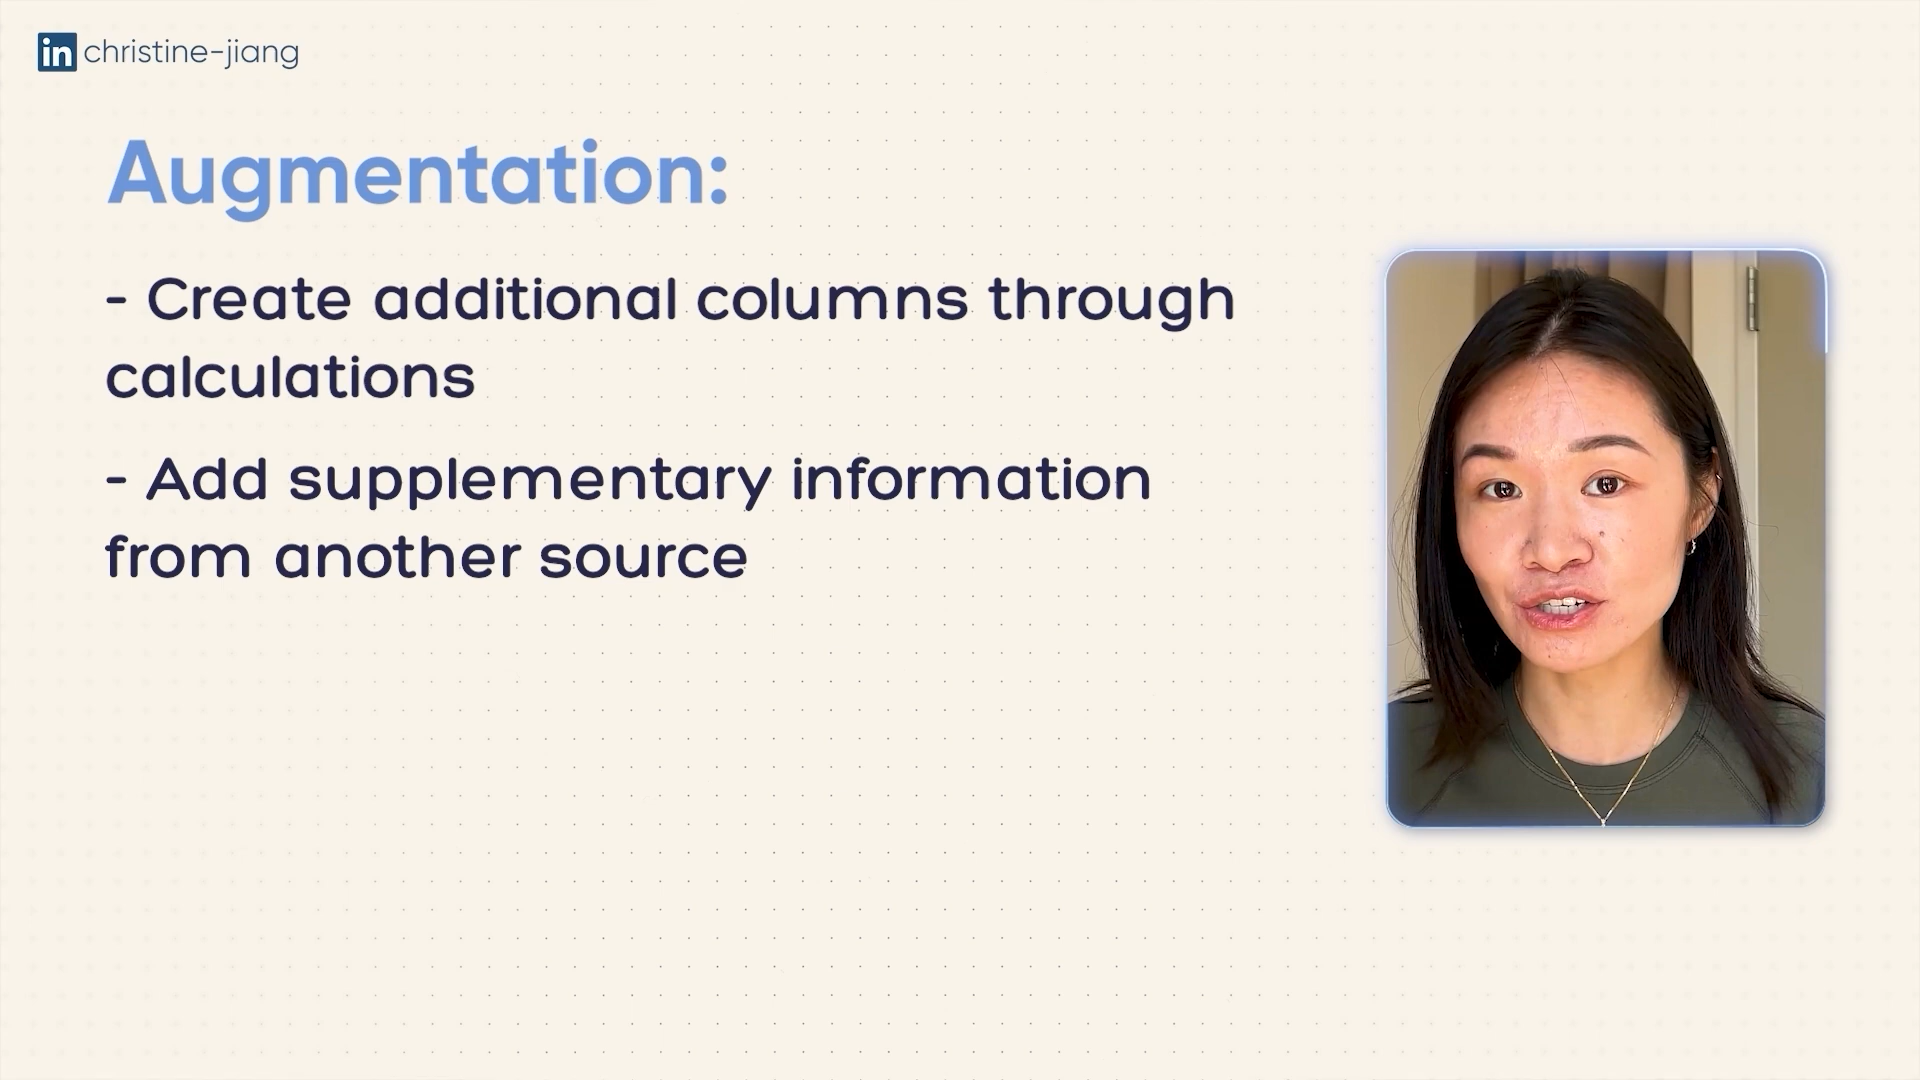 in christine-jiang
Augmentation:
- Create additional columns through
calculations
- Add supplementary information
from another source